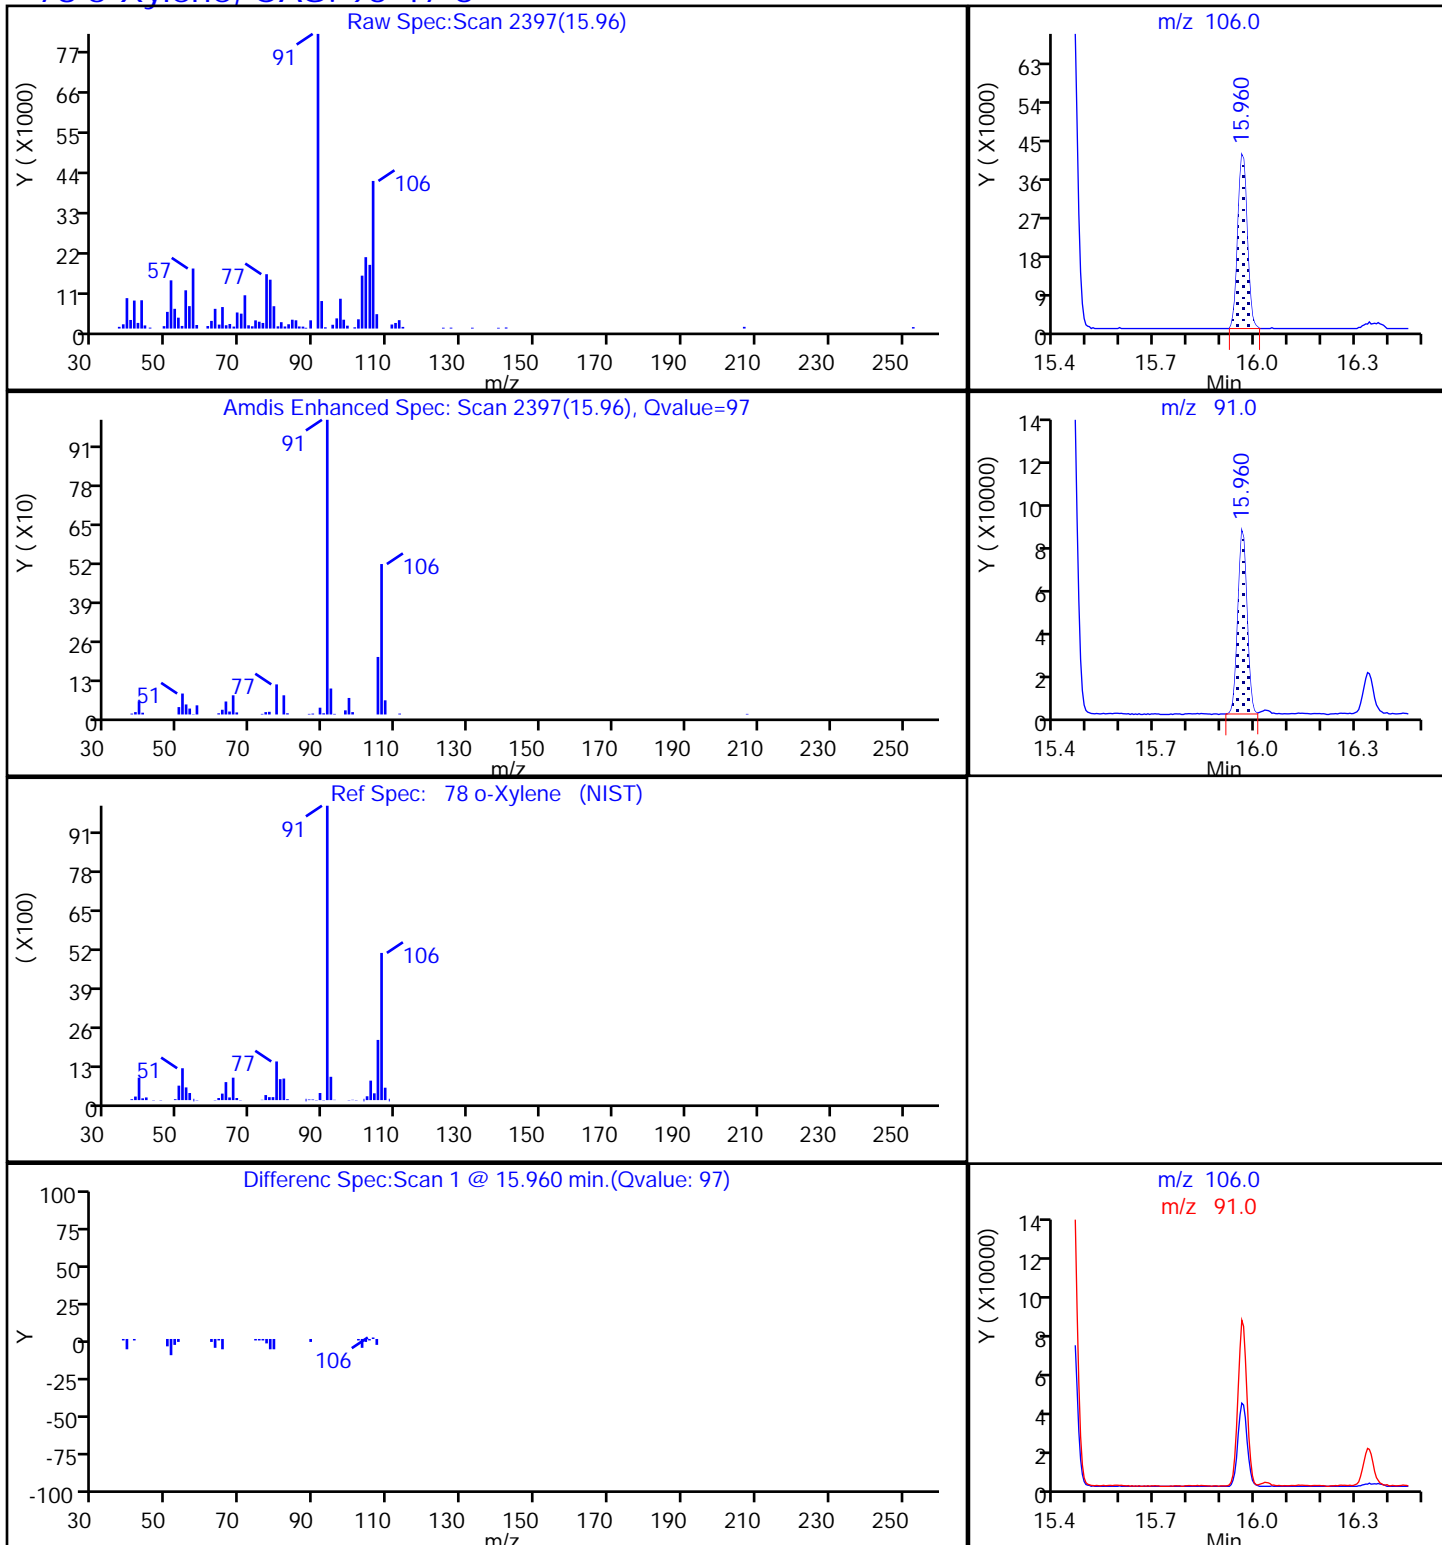 Raw Spec:Scan 2397(15.96)
Y ( X1000)
77
66
55
44
33
22
11
0
91
106
57
77
30 50 70 90 110 130 150 170 190 210 230 250
m/z
m/z 106.0
Y ( X1000)
63
54
45
36
27
18
9
0
15.960
15.4 15.7 16.0 16.3
Min
Amdis Enhanced Spec: Scan 2397(15.96), Qvalue=97
Y ( X10)
91
78
65
52
39
26
13
0
91
106
51
77
30 50 70 90 110 130 150 170 190 210 230 250
m/z
m/z 91.0
Y ( X10000)
14
12
10
8
6
4
2
0
15.960
15.4 15.7 16.0 16.3
Min
Ref Spec: 78 o-Xylene (NIST)
( X100)
91
78
65
52
39
26
13
0
91
106
51
77
30 50 70 90 110 130 150 170 190 210 230 250
Differenc Spec:Scan 1 @ 15.960 min.(Qvalue: 97)
Y
100
75
50
25
0
-25
-50
-75
-100
106
30 50 70 90 110 130 150 170 190 210 230 250
m/z
m/z 106.0
m/z 91.0
Y ( X10000)
14
12
10
8
6
4
2
0
15.4 15.7 16.0 16.3
Min